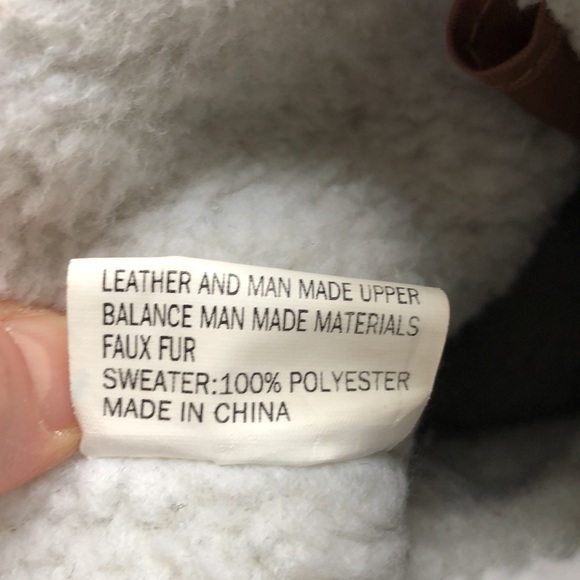 LEATHER AND MAN MADE UPPER
BALANCE MAN MADE MATERIALS
FAUX FUR
SWEATER:100% POLYESTER
MADE IN CHINA